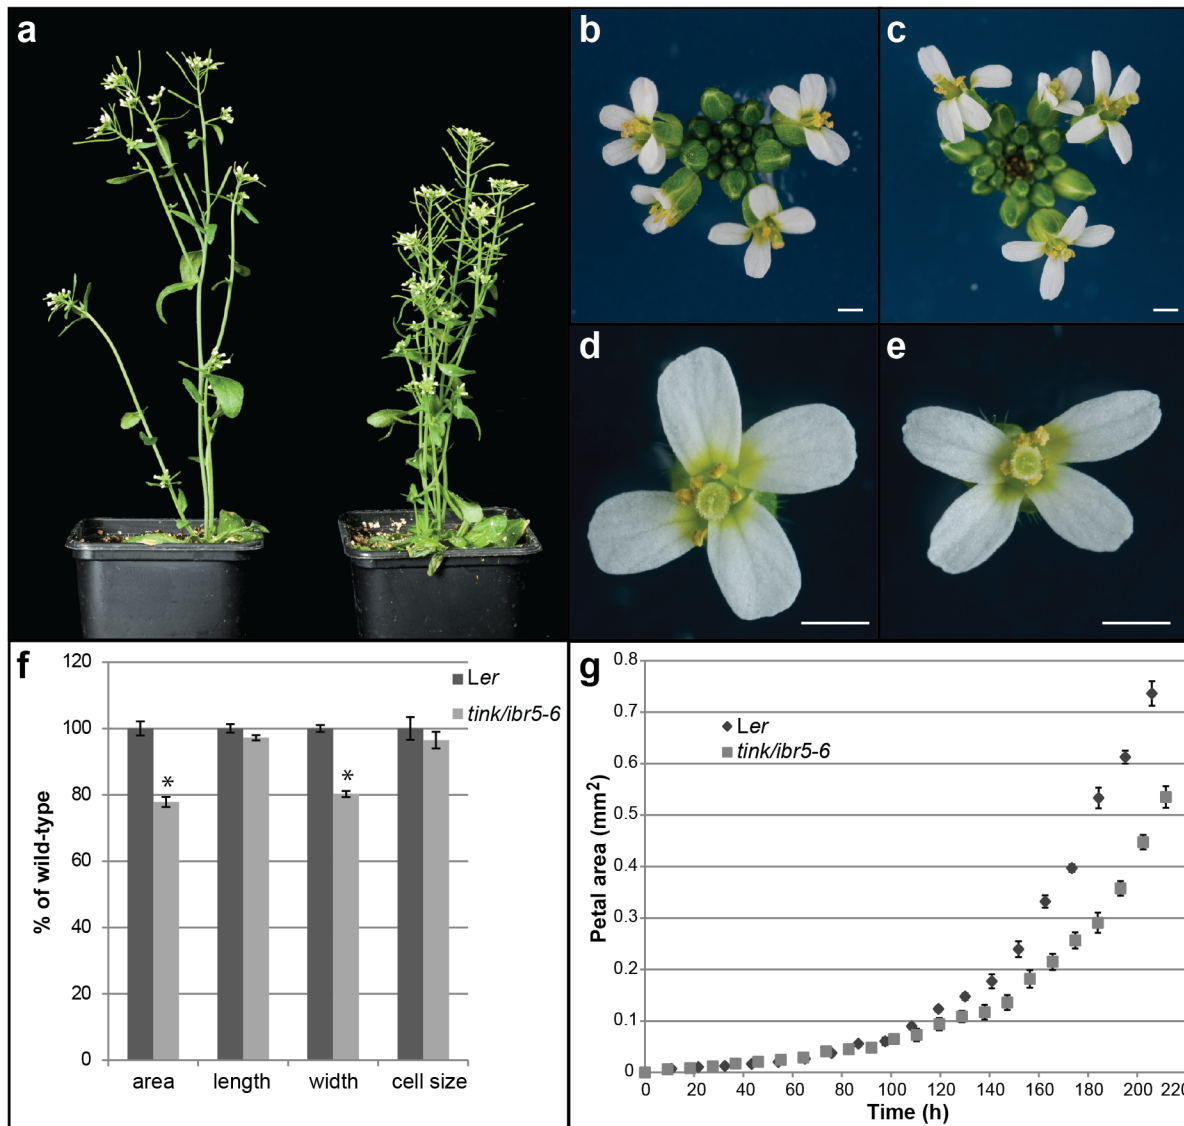 a
b
c
d
e
f
120
100
80
60
40
20
0
% of wild-type
Ler
tink/ibr5-6
*
*
area length width cell size
g
0.8
0.7
0.6
0.5
0.4
0.3
0.2
0.1
0
Petal area (mm²)
Ler
tink/ibr5-6
0 20 40 60 80 100 120 140 160 180 200 220
Time (h)